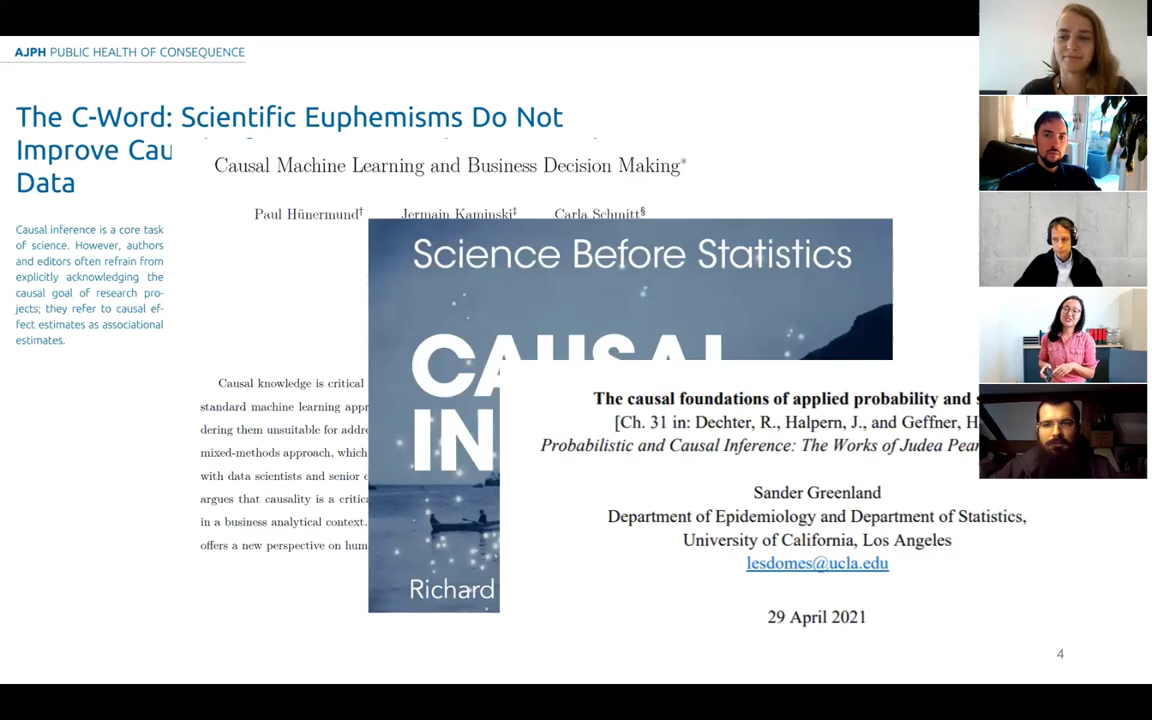 AJPH PUBLIC HEALTH OF CONSEQUENCE
The C-Word: Scientific Euphemisms Do Not
Improve Cau
Data
Causal inference is a core task
of science. However, authors
and editors often refrain from
explicitly acknowledging the
causal goal of research pro-
jects; they refer to causal ef-
fect estimates as associational
estimates.
Causal Machine Learning and Business Decision Making*
Paul Hünermund† Jermain Kaminski‡ Carla Schmitt§
Causal knowledge is critical
standard machine learning appr
dering them unsuitable for addre
mixed-methods approach, which
with data scientists and senior d
argues that causality is a critica
in a business analytical context.
offers a new perspective on hum
Science Before Statistics
CAUSAL
IN
Richard
The causal foundations of applied probability and s
[Ch. 31 in: Dechter, R., Halpern, J., and Geffner, H
Probabilistic and Causal Inference: The Works of Judea Pear
Sander Greenland
Department of Epidemiology and Department of Statistics,
University of California, Los Angeles
lesdomes@ucla.edu
29 April 2021
4